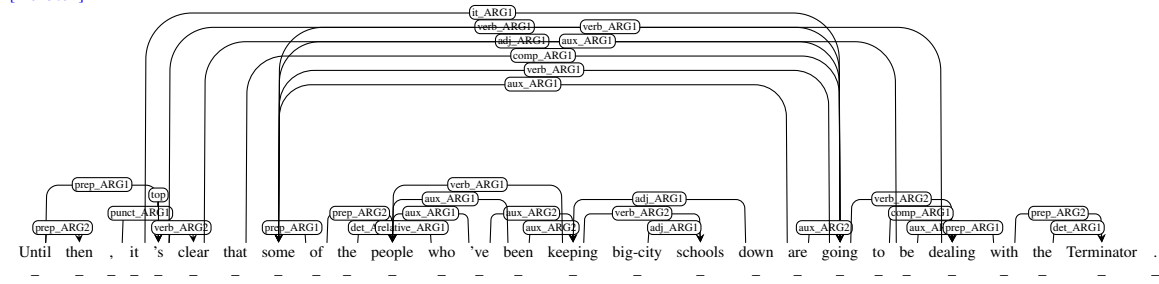 it_ARG1
verb_ARG1 verb_ARG1
adj_ARG1 aux_ARG1
comp_ARG1
verb_ARG1
aux_ARG1
prep_ARG1 verb_ARG1
top aux_ARG1 adj_ARG1 verb_ARG2
punct_ARG1 prep_ARG2 aux_ARG1 aux_ARG2 verb_ARG2 comp_ARG1 prep_ARG2
prep_ARG2 verb_ARG2 prep_ARG1 relative_ARG1 aux_ARG2 adj_ARG1 aux_ARG2 prep_ARG1 det_ARG1
Until then , it 's clear that some of the people who 've been keeping big-city schools down are going to be dealing with the Terminator .
_ _ _ _ _ _ _ _ _ _ _ _ _ _ _ _ _ _ _ _ _ _ _ _ _ _ _